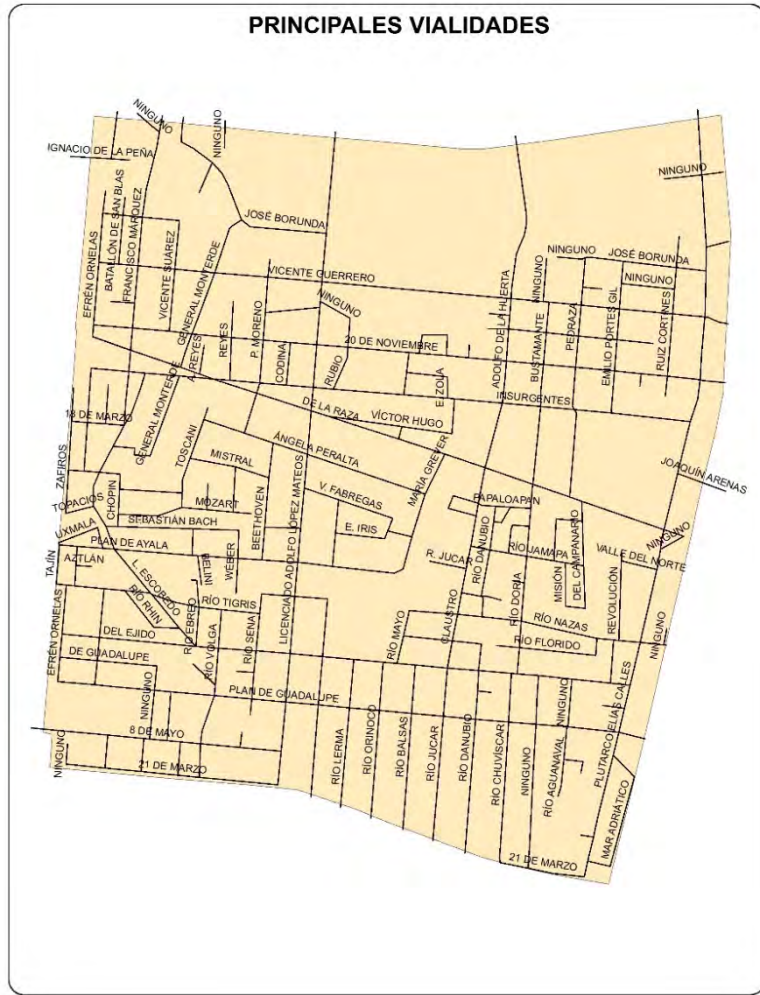 PRINCIPALES VIALIDADES
NINGUNO
NINGUNO
IGNACIO DE LA PEÑA
NINGUNO
BATALLÓN DE SAN BLAS
FRANCISCO MÁRQUEZ
EFRÉN ORNELAS
VICENTE SUÁREZ
JOSÉ BORUNDA
GENERAL MONTERDE
VICENTE GUERRERO
NINGUNO
ADOLFO DE LA HUERTA
NINGUNO
NINGUNO
JOSÉ BORUNDA
NINGUNO
BUSTAMANTE
PEDRAZA
EMILIO PORTES GIL
RUIZ CORTINES
20 DE NOVIEMBRE
A. REYES
REYES
P. MORENO
CODINA
RUBIO
E. ZOLA
INSURGENTES
DE LA RAZA
VÍCTOR HUGO
18 DE MARZO
GENERAL MONTERDE
TOSCANI
ÁNGELA PERALTA
MISTRAL
MARÍA GREVER
JOAQUÍN ARENAS
ZAFIROS
TOPACIOS
CHOPIN
MOZART
BEETHOVEN
LICENCIADO ADOLFO LÓPEZ MATEOS
V. FABREGAS
E. IRIS
PAPALOAPAN
SEBASTIÁN BACH
UXMALA
PLAN DE AYALA
TAJÍN
AZTLÁN
BELINI
WEBER
R. JUCAR
RÍO DANUBIO
RÍO JAMAPA
MISIÓN
DEL CAMPANARIO
VALLE DEL NORTE
NINGUNO
L. ESCOBEDO
RÍO RHIN
RÍO EBREO
RÍO TIGRIS
RÍO VOLGA
RÍO SENA
RÍO MAYO
CLAUSTRO
RÍO DORIA
RÍO NAZAS
RÍO FLORIDO
REVOLUCIÓN
NINGUNO
EFRÉN ORNELAS
DEL EJIDO
DE GUADALUPE
NINGUNO
PLAN DE GUADALUPE
8 DE MAYO
NINGUNO
21 DE MARZO
RÍO LERMA
RÍO ORINOCO
RÍO BALSAS
RÍO JUCAR
RÍO DANUBIO
RÍO CHUVÍSCAR
NINGUNO
RÍO AGUANAVAL
NINGUNO
PLUTARCO ELÍAS CALLES
MAR ADRIÁTICO
21 DE MARZO